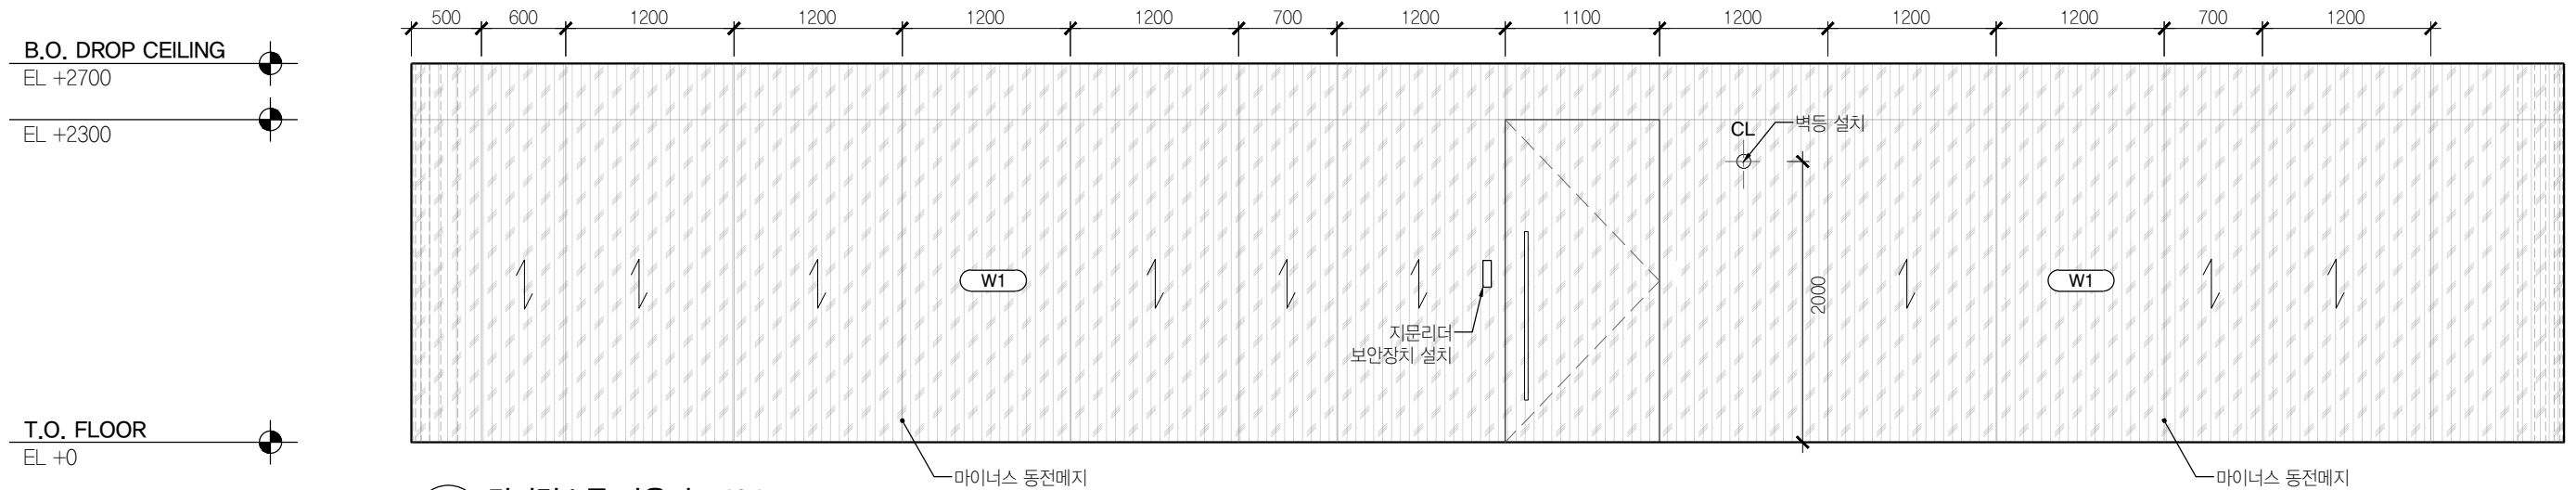 500 600 1200 1200 1200 1200 700 1200 1100 1200 1200 1200 700 1200
B.O. DROP CEILING
EL +2700
EL +2300
CL 벽등 설치
W1
W1
2000
지문리더
보안장치 설치
T.O. FLOOR
EL +0
마이너스 동전메지
마이너스 동전메지